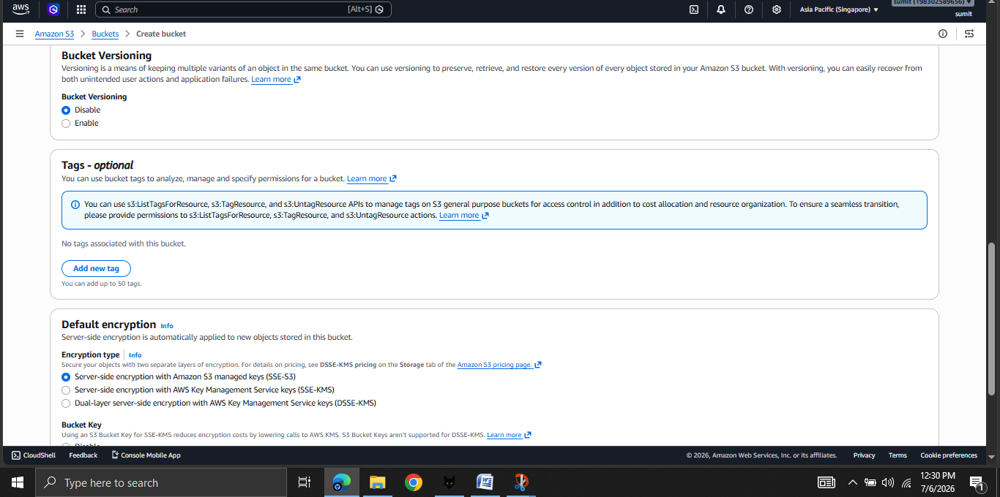 aws
Search
[Alt+S]
Asia Pacific (Singapore) ▼
sumit (198302589656) ▼
sumit
Amazon S3 > Buckets > Create bucket
Bucket Versioning
Versioning is a means of keeping multiple variants of an object in the same bucket. You can use versioning to preserve, retrieve, and restore every version of every object stored in your Amazon S3 bucket. With versioning, you can easily recover from
both unintended user actions and application failures. Learn more
Bucket Versioning
Disable
Enable
Tags - optional
You can use bucket tags to analyze, manage and specify permissions for a bucket. Learn more
You can use s3:ListTagsForResource, s3:TagResource, and s3:UntagResource APIs to manage tags on S3 general purpose buckets for access control in addition to cost allocation and resource organization. To ensure a seamless transition,
please provide permissions to s3:ListTagsForResource, s3:TagResource, and s3:UntagResource actions. Learn more
No tags associated with this bucket.
Add new tag
You can add up to 50 tags.
Default encryption Info
Server-side encryption is automatically applied to new objects stored in this bucket.
Encryption type Info
Secure your objects with two separate layers of encryption. For details on pricing, see DSSE-KMS pricing on the Storage tab of the Amazon S3 pricing page.
Server-side encryption with Amazon S3 managed keys (SSE-S3)
Server-side encryption with AWS Key Management Service keys (SSE-KMS)
Dual-layer server-side encryption with AWS Key Management Service keys (DSSE-KMS)
Bucket Key
Using an S3 Bucket Key for SSE-KMS reduces encryption costs by lowering calls to AWS KMS. S3 Bucket Keys aren't supported for DSSE-KMS. Learn more
Disable
CloudShell Feedback Console Mobile App © 2026, Amazon Web Services, Inc. or its affiliates. Privacy Terms Cookie preferences
Type here to search
12:30 PM
7/6/2026
1